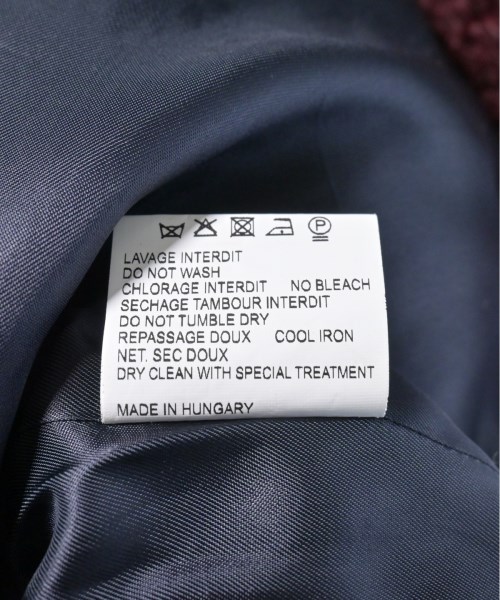 P
LAVAGE INTERDIT
DO NOT WASH
CHLORAGE INTERDIT NO BLEACH
SECHAGE TAMBOUR INTERDIT
DO NOT TUMBLE DRY
REPASSAGE DOUX COOL IRON
NET. SEC DOUX
DRY CLEAN WITH SPECIAL TREATMENT
MADE IN HUNGARY